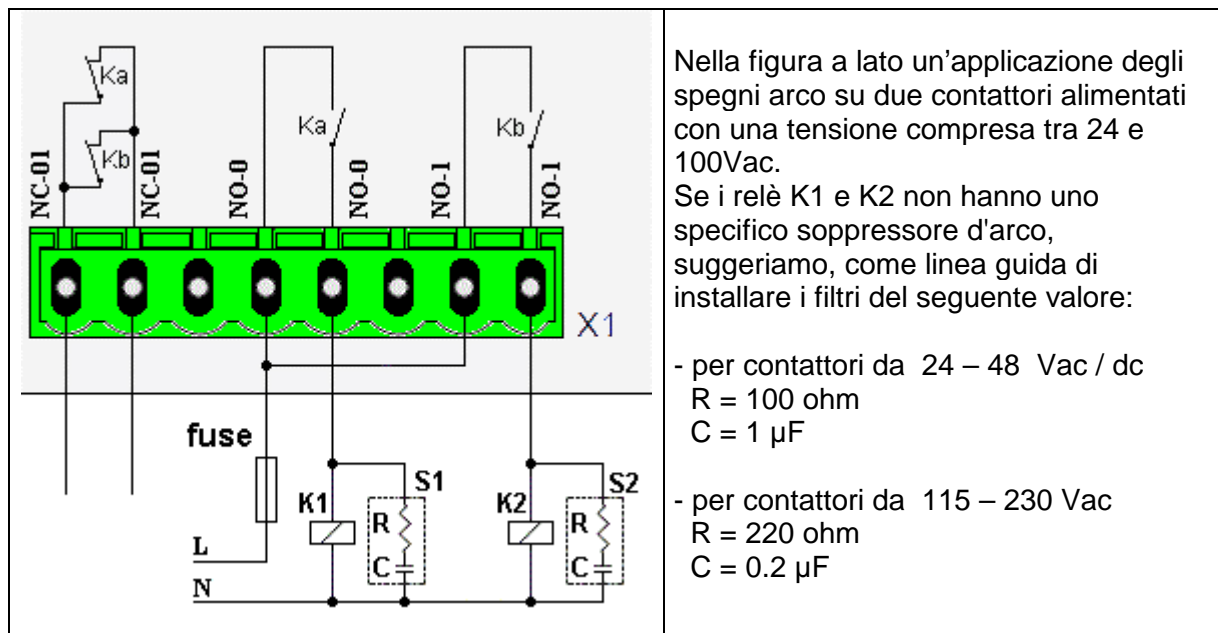 Ka
Kb
Ka
Kb
NC-01
NC-01
NO-0
NO-0
NO-1
NO-1
X1
fuse
K1
S1
R
C
K2
S2
R
C
L
N
Nella figura a lato un’applicazione degli
spegni arco su due contattori alimentati
con una tensione compresa tra 24 e
100Vac.
Se i relè K1 e K2 non hanno uno
specifico soppressore d'arco,
suggeriamo, come linea guida di
installare i filtri del seguente valore:
- per contattori da 24 – 48 Vac / dc
R = 100 ohm
C = 1 µF
- per contattori da 115 – 230 Vac
R = 220 ohm
C = 0.2 µF